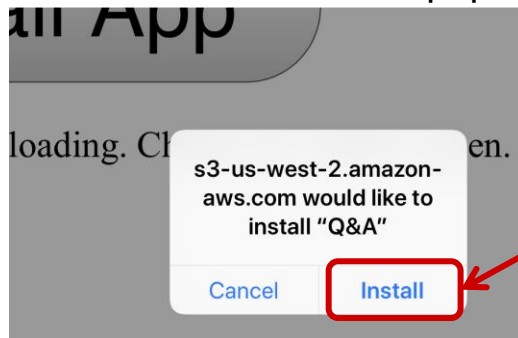 all App
loading. Ch en.
s3-us-west-2.amazon-
aws.com would like to
install “Q&A”
Cancel Install